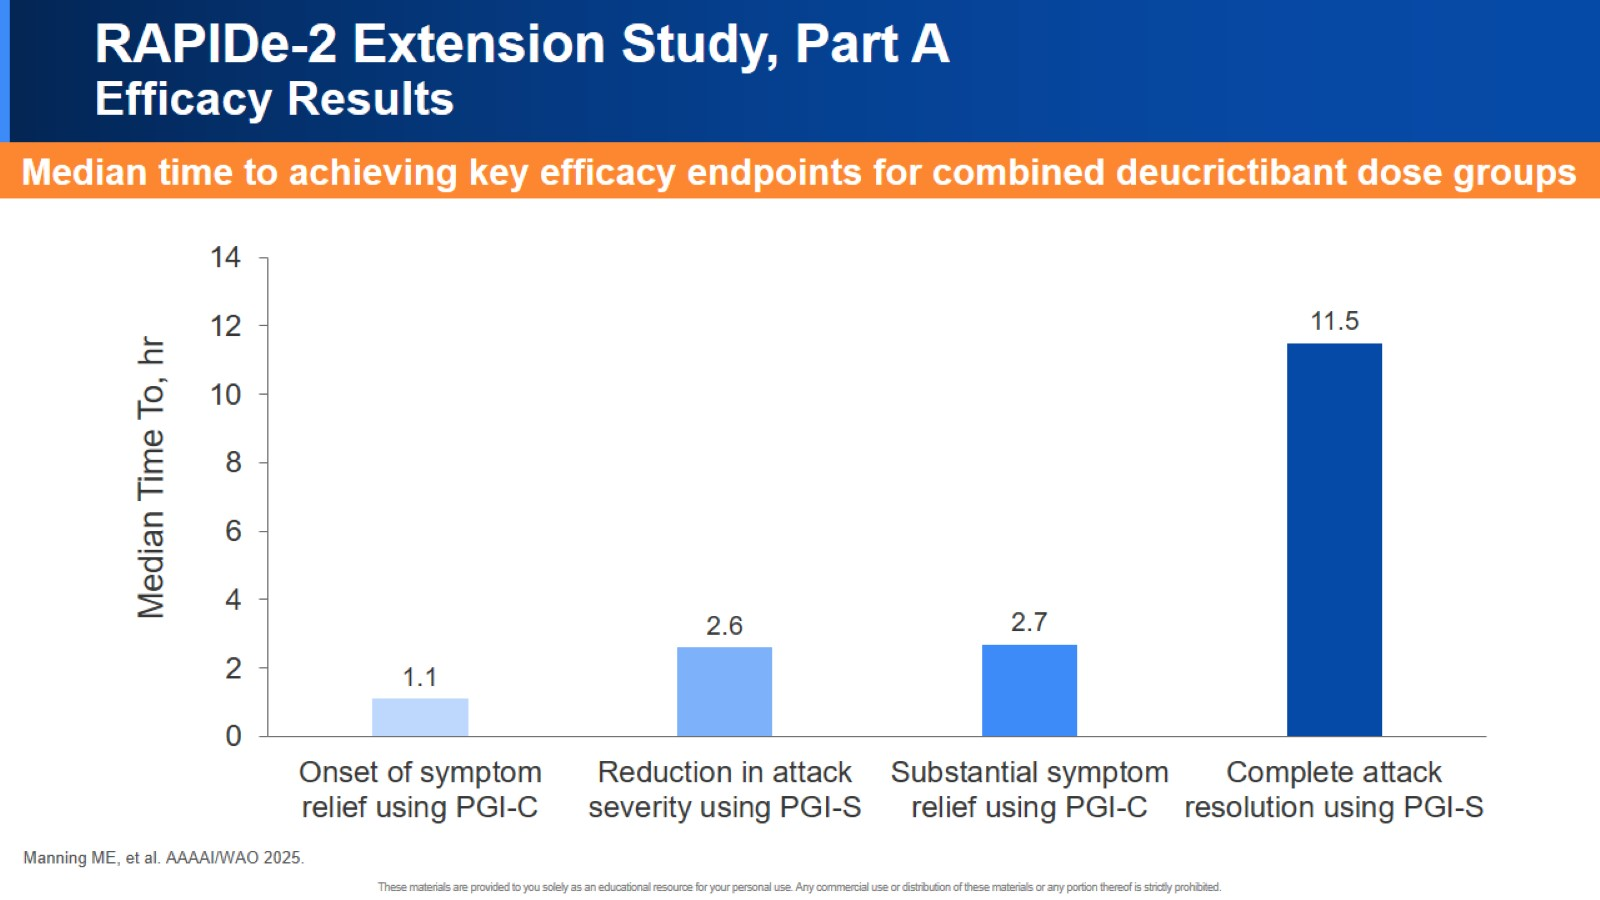 RAPIDe-2 Extension Study, Part A
Efficacy Results
Median time to achieving key efficacy endpoints for combined deucrictibant dose groups
Median Time To, hr
14
12
10
8
6
4
2
0
1.1
2.6
2.7
11.5
Onset of symptom
relief using PGI-C
Reduction in attack
severity using PGI-S
Substantial symptom
relief using PGI-C
Complete attack
resolution using PGI-S
Manning ME, et al. AAAAI/WAO 2025.
These materials are provided to you solely as an educational resource for your personal use. Any commercial use or distribution of these materials or any portion thereof is strictly prohibited.